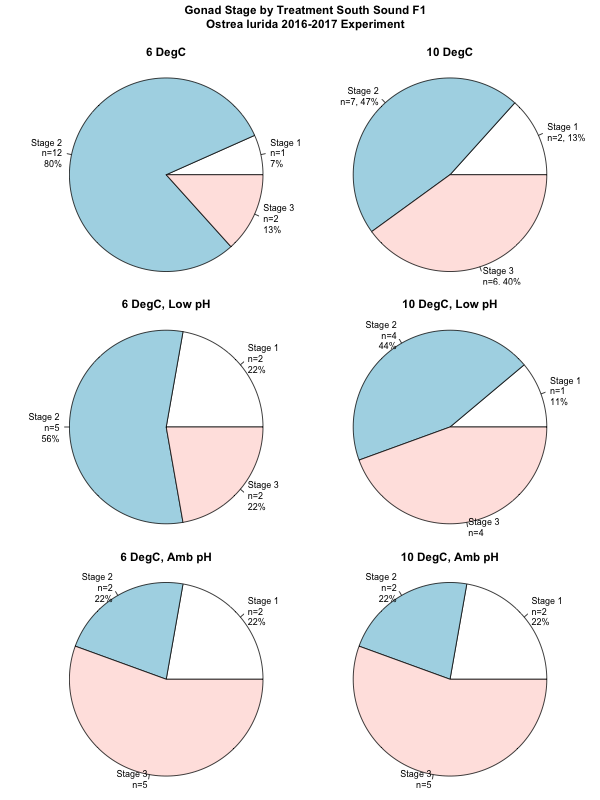 Gonad Stage by Treatment South Sound F1
Ostrea lurida 2016-2017 Experiment
6 DegC
Stage 2
n=12
80%
Stage 1
n=1
7%
Stage 3
n=2
13%
10 DegC
Stage 2
n=7, 47%
Stage 1
n=2, 13%
Stage 3
n=6. 40%
6 DegC, Low pH
Stage 1
n=2
22%
Stage 2
n=5
56%
Stage 3
n=2
22%
10 DegC, Low pH
Stage 2
n=4
44%
Stage 1
n=1
11%
Stage 3
n=4
6 DegC, Amb pH
Stage 2
n=2
22%
Stage 1
n=2
22%
Stage 3,
n=5
10 DegC, Amb pH
Stage 2
n=2
22%
Stage 1
n=2
22%
Stage 3,
n=5